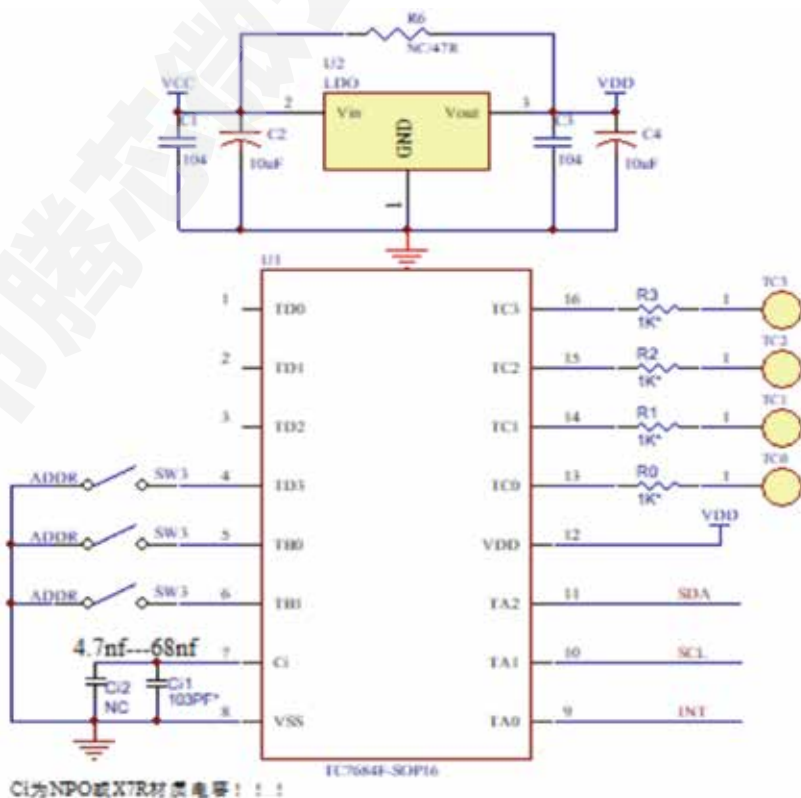 R6
NC/47R
U2
LDO
VCC
2
Vin
Vout
3
VDD
C1
104
C2
10uF
GND
1
C3
104
C4
10uF
U1
1
TD0
2
TD1
3
TD2
ADDR
SW3
4
TD3
ADDR
SW3
5
TB0
ADDR
SW3
6
TB1
4.7nf---68nf
7
Ci
Ci2
NC
Ci1
103PF*
8
VSS
TC3
16
R3
1K*
1
TC3
TC2
15
R2
1K*
1
TC2
TC1
14
R1
1K*
1
TC1
TC0
13
R0
1K*
1
TC0
VDD
12
VDD
TA2
11
SDA
TA1
10
SCL
TA0
9
INT
TC7684F-SOP16
Ci为NPO或X7R材质电容!!!
腾芯微